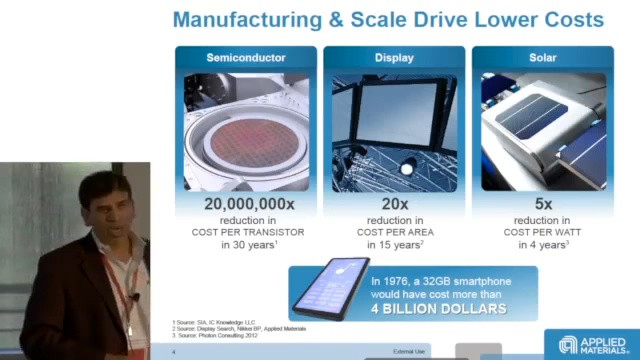 Manufacturing & Scale Drive Lower Costs
Semiconductor
20,000,000x
reduction in
COST PER TRANSISTOR
in 30 years¹
Display
20x
reduction in
COST PER AREA
in 15 years²
Solar
5x
reduction in
COST PER WATT
in 4 years³
In 1976, a 32GB smartphone
would have cost more than
4 BILLION DOLLARS
1 Source: SIA, IC Knowledge LLC
2 Source: Display Search, Nikkei BP, Applied Materials
3 Source: Photon Consulting 2012
4
External Use
APPLIED
MATERIALS